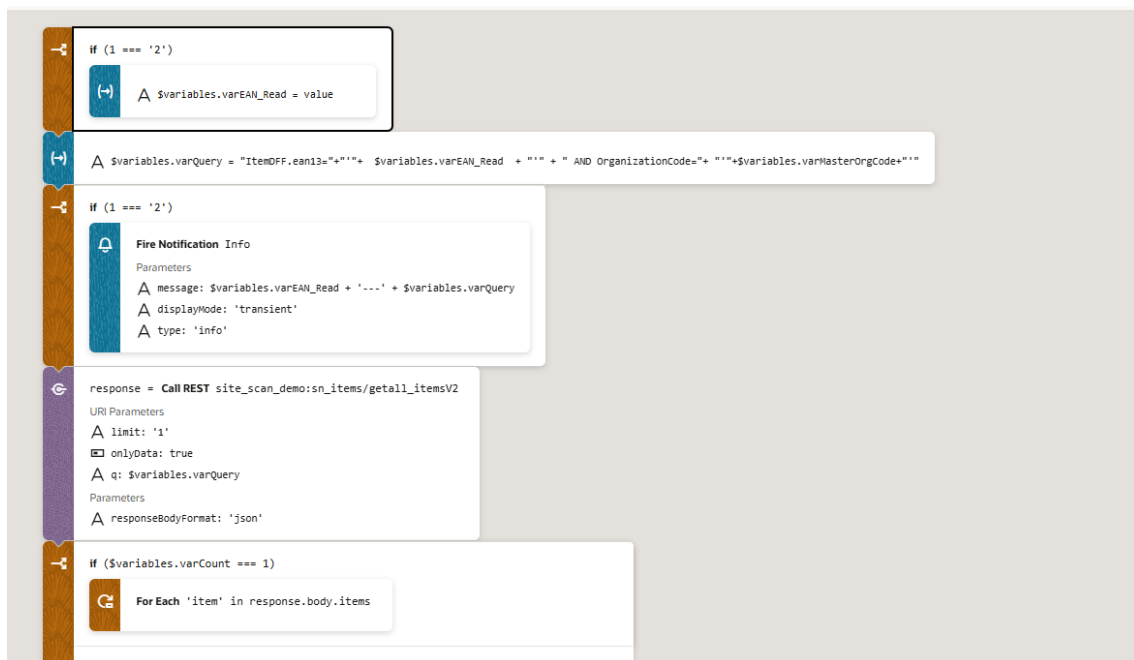 if (1 === '2')
$variables.varEAN_Read = value
$variables.varQuery = "ItemDFF.ean13="+"'"+  $variables.varEAN_Read  + "'" + " AND OrganizationCode="+ "'"+$variables.varMasterOrgCode+"'"
if (1 === '2')
Fire Notification Info
Parameters
message: $variables.varEAN_Read + '---' + $variables.varQuery
displayMode: 'transient'
type: 'info'
response = Call REST site_scan_demo:sn_items/getall_itemsV2
URI Parameters
limit: '1'
onlyData: true
q: $variables.varQuery
Parameters
responseBodyFormat: 'json'
if ($variables.varCount === 1)
For Each 'item' in response.body.items